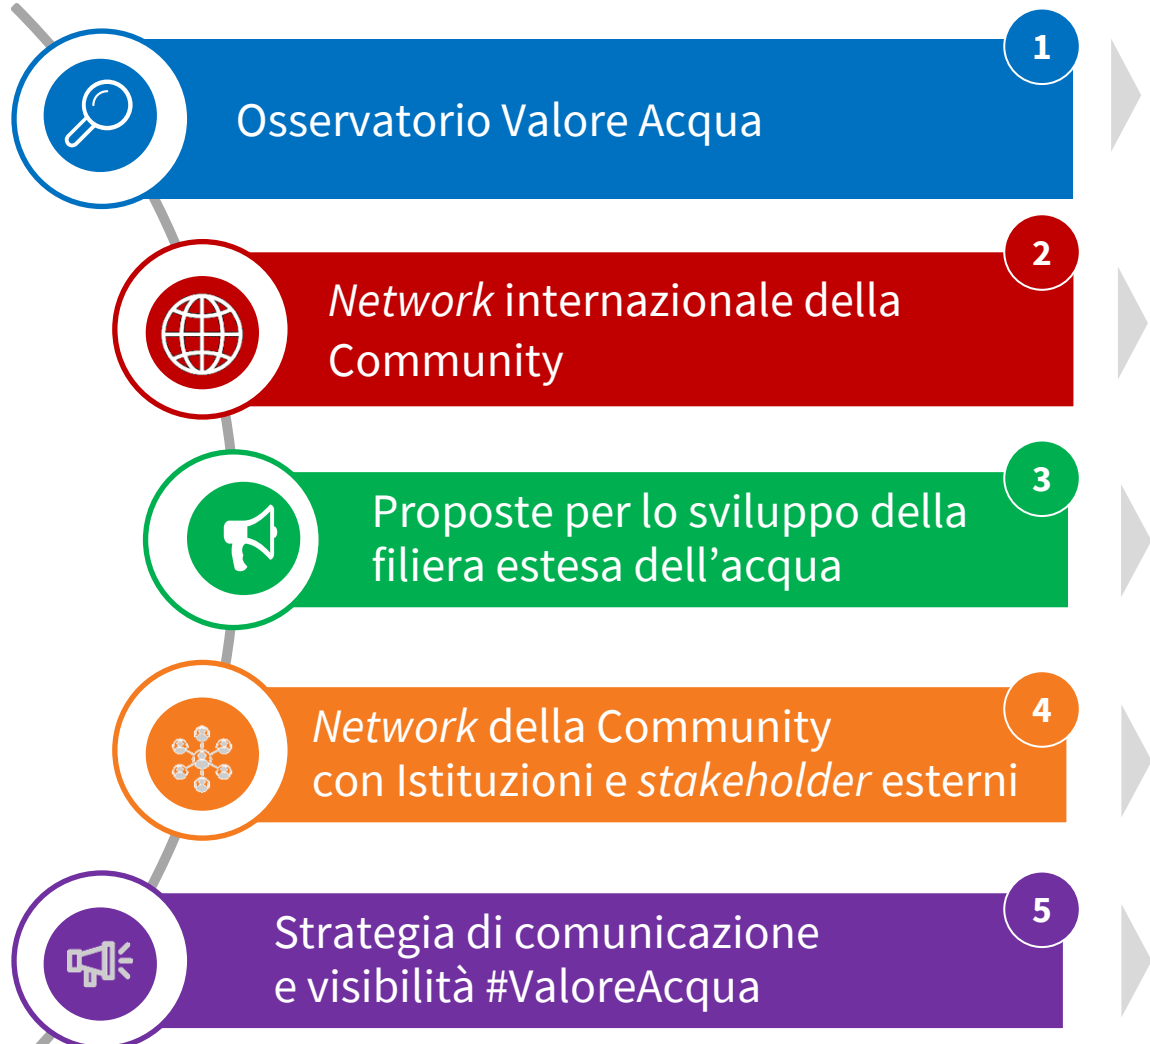 1
Osservatorio Valore Acqua
2
Network internazionale della
Community
3
Proposte per lo sviluppo della
filiera estesa dell’acqua
4
Network della Community
con Istituzioni e stakeholder esterni
5
Strategia di comunicazione
e visibilità #ValoreAcqua